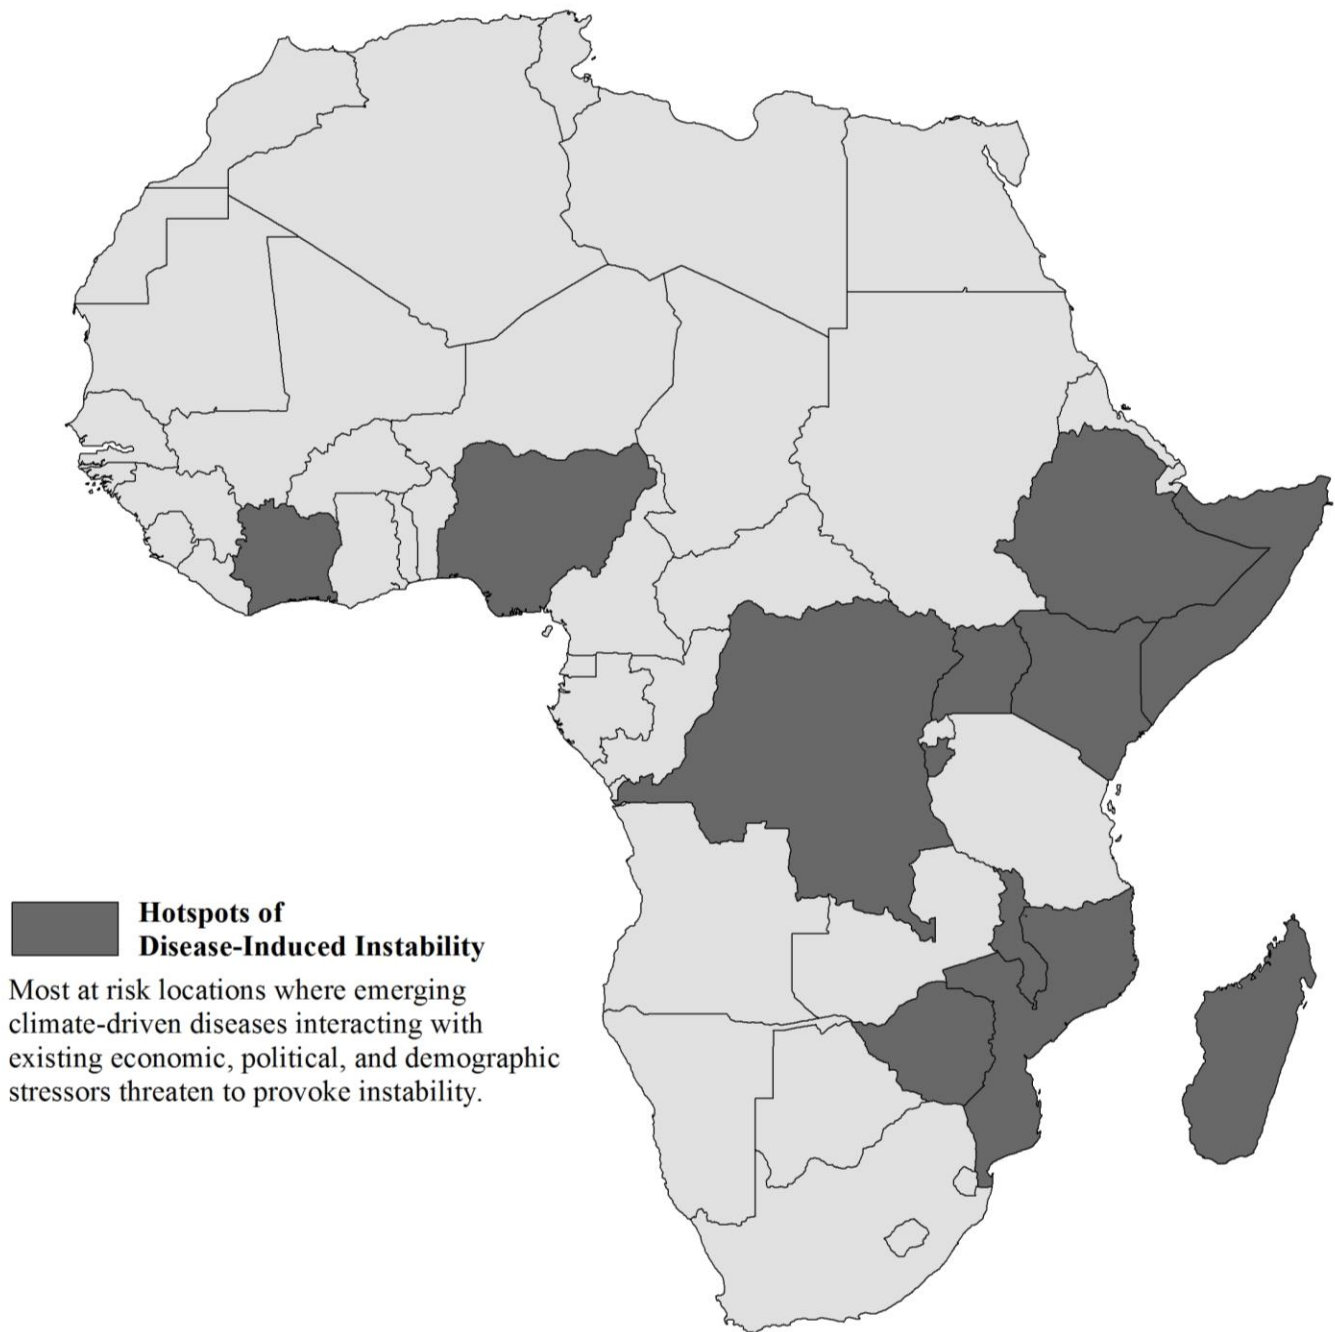 Hotspots of
Disease-Induced Instability
Most at risk locations where emerging
climate-driven diseases interacting with
existing economic, political, and demographic
stressors threaten to provoke instability.